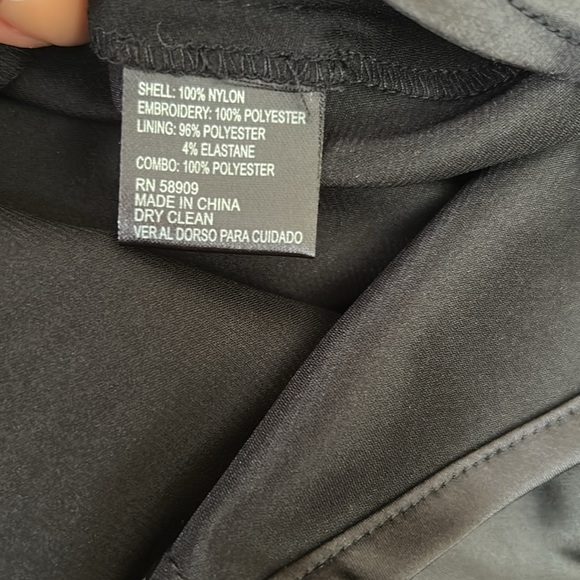 SHELL: 100% NYLON
EMBROIDERY: 100% POLYESTER
LINING: 96% POLYESTER
4% ELASTANE
COMBO: 100% POLYESTER
RN 58909
MADE IN CHINA
DRY CLEAN
VER AL DORSO PARA CUIDADO